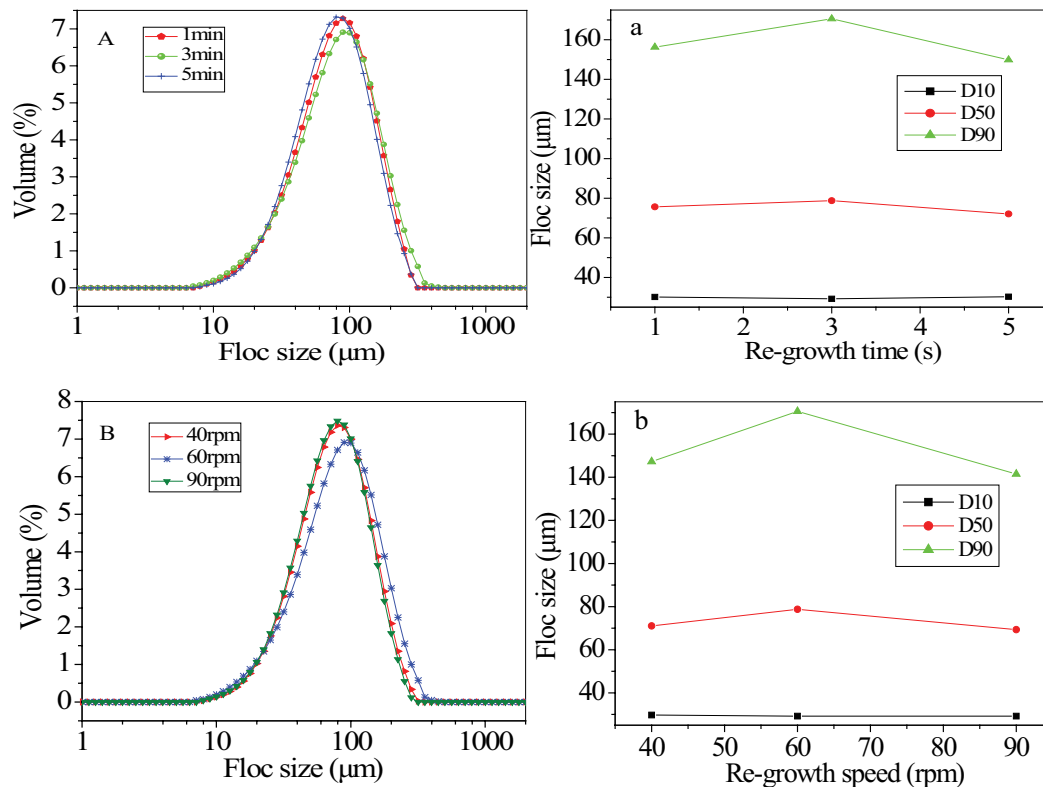 A
1min
3min
5min
Volume (%)
7
6
5
4
3
2
1
0
1 10 100 1000
Floc size (μm)
a
D10
D50
D90
Floc size (μm)
160
140
120
100
80
60
40
1 2 3 4 5
Re-growth time (s)
B
40rpm
60rpm
90rpm
Volume (%)
8
7
6
5
4
3
2
1
0
1 10 100 1000
Floc size (μm)
b
D10
D50
D90
Floc size (μm)
160
140
120
100
80
60
40
40 50 60 70 80 90
Re-growth speed (rpm)